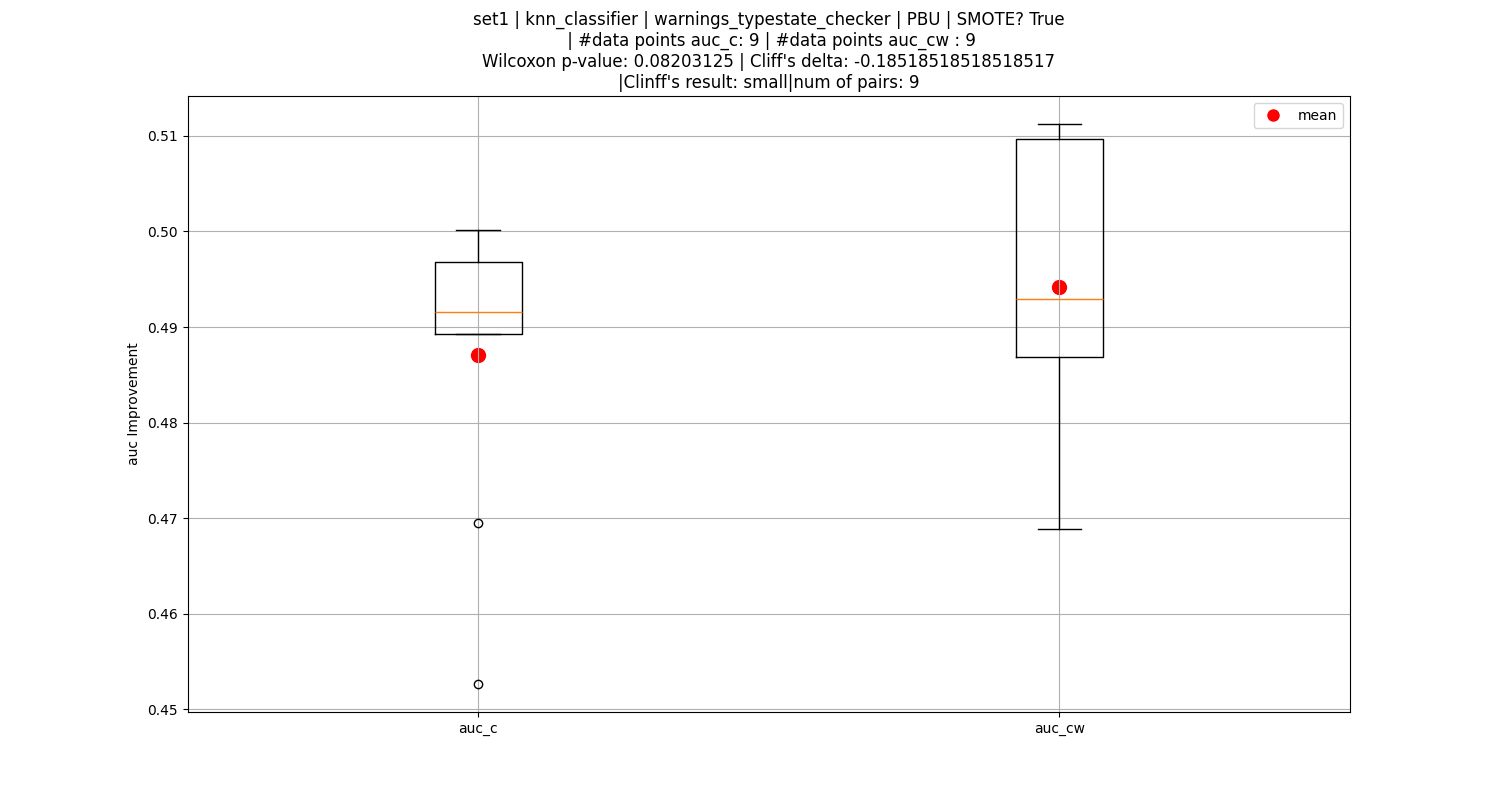 set1 | knn_classifier | warnings_typestate_checker | PBU | SMOTE? True
| #data points auc_c: 9 | #data points auc_cw : 9
Wilcoxon p-value: 0.08203125 | Cliff's delta: -0.18518518518518517
|Clinff's result: small|num of pairs: 9
mean
0.51
0.50
0.49
0.48
0.47
0.46
0.45
auc Improvement
auc_c
auc_cw